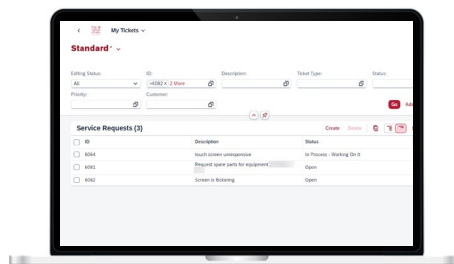 My Tickets
Standard *
Editing Status: ID: Description: Ticket Type: Status:
All =6092 × 2 More
Priority: Customer:
Go
Service Requests (3) Create Delete
ID Description Status
6064 touch screen unresponsive In Process - Working On It
6091 Request spare parts for equipment Open
6092 Screen is flickering Open